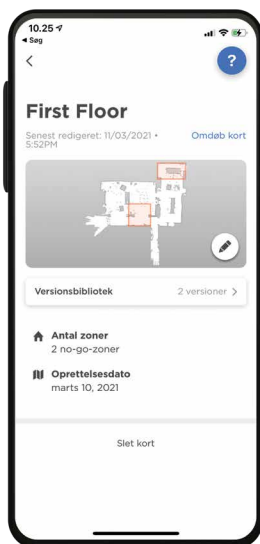 10.25
◄ Søg
?
First Floor
Senest redigeret: 11/03/2021 •
5:52PM
Omdøb kort
Versionsbibliotek
2 versioner
Antal zoner
2 no-go-zoner
Oprettelsesdato
marts 10, 2021
Slet kort